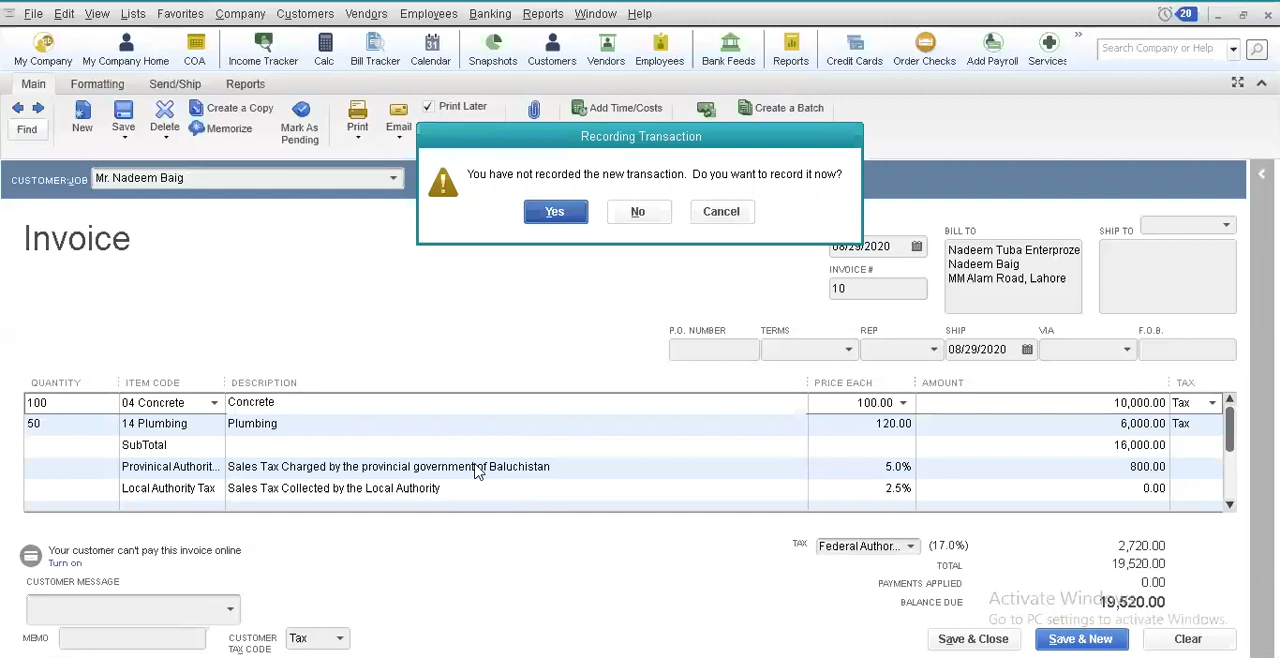 File Edit View Lists Favorites Company Customers Vendors Employees Banking Reports Window Help 20
My Company My Company Home COA Income Tracker Calc Bill Tracker Calendar Snapshots Customers Vendors Employees Bank Feeds Reports Credit Cards Order Checks Add Payroll Services Search Company or Help
Main Formatting Send/Ship Reports
Find New Save Delete Create a Copy Memorize Mark As Pending Print Email Print Later Add Time/Costs Create a Batch
Recording Transaction
You have not recorded the new transaction. Do you want to record it now?
Yes No Cancel
CUSTOMER:JOB Mr. Nadeem Baig
Invoice
08/29/2020
INVOICE #
10
BILL TO
Nadeem Tuba Enterproze
Nadeem Baig
MM Alam Road, Lahore
SHIP TO
P.O. NUMBER TERMS REP SHIP VIA F.O.B.
08/29/2020
QUANTITY ITEM CODE DESCRIPTION PRICE EACH AMOUNT TAX
100 04 Concrete Concrete 100.00 10,000.00 Tax
50 14 Plumbing Plumbing 120.00 6,000.00 Tax
SubTotal 16,000.00
Provinical Authorit... Sales Tax Charged by the provincial government of Baluchistan 5.0% 800.00
Local Authority Tax Sales Tax Collected by the Local Authority 2.5% 0.00
Your customer can't pay this invoice online
Turn on
TAX Federal Author... (17.0%) 2,720.00
TOTAL 19,520.00
PAYMENTS APPLIED 0.00
BALANCE DUE 19,520.00
CUSTOMER MESSAGE
MEMO CUSTOMER TAX CODE Tax
Activate Windows
Go to PC settings to activate Windows.
Save & Close Save & New Clear